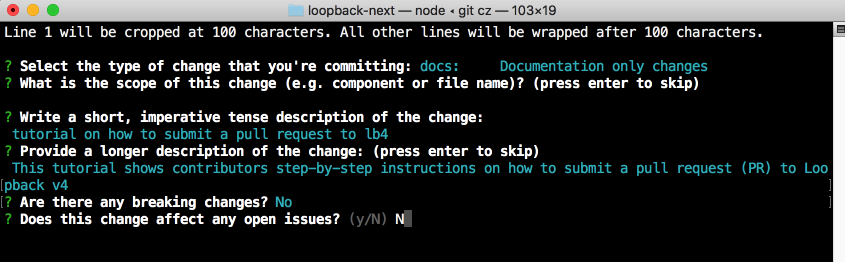 loopback-next — node ◂ git cz — 103×19
Line 1 will be cropped at 100 characters. All other lines will be wrapped after 100 characters.
? Select the type of change that you're committing: docs:     Documentation only changes
? What is the scope of this change (e.g. component or file name)? (press enter to skip)
? Write a short, imperative tense description of the change:
tutorial on how to submit a pull request to lb4
? Provide a longer description of the change: (press enter to skip)
This tutorial shows contributors step-by-step instructions on how to submit a pull request (PR) to Loo
[pback v4 ]
[? Are there any breaking changes? No ]
? Does this change affect any open issues? (y/N) N